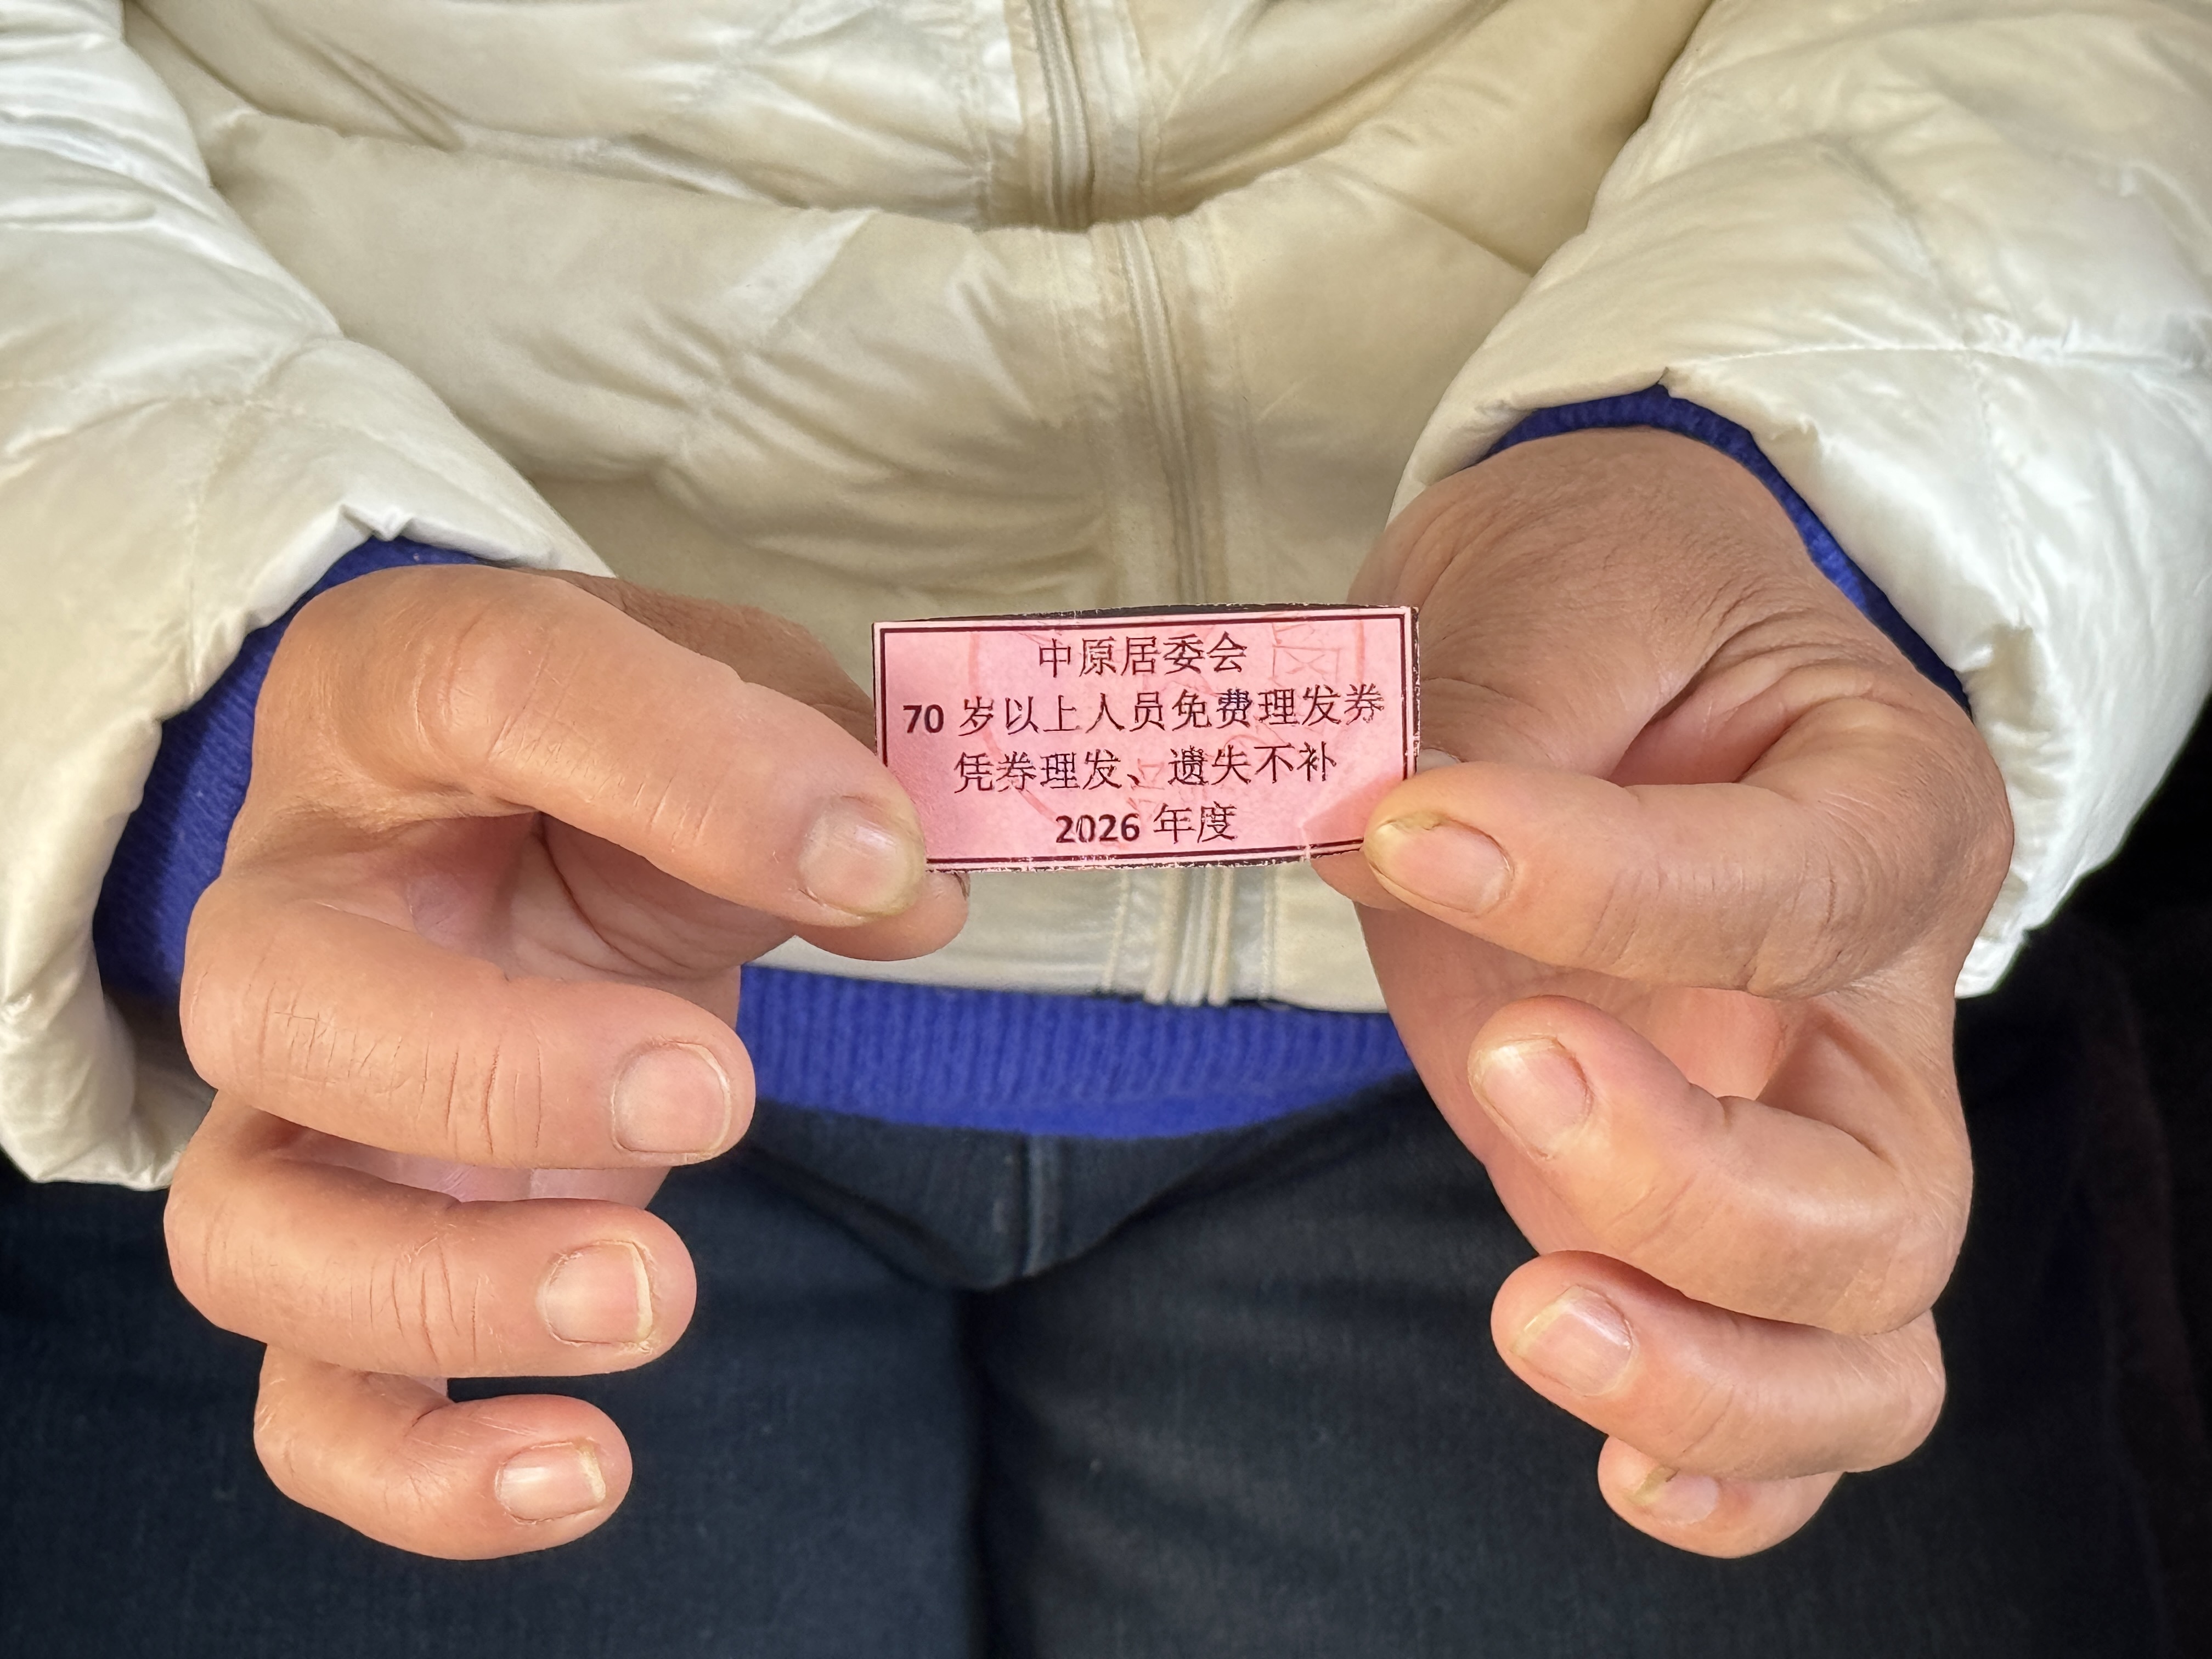 中原居委会
70 岁以上人员免费理发券
凭券理发、遗失不补
2026 年度